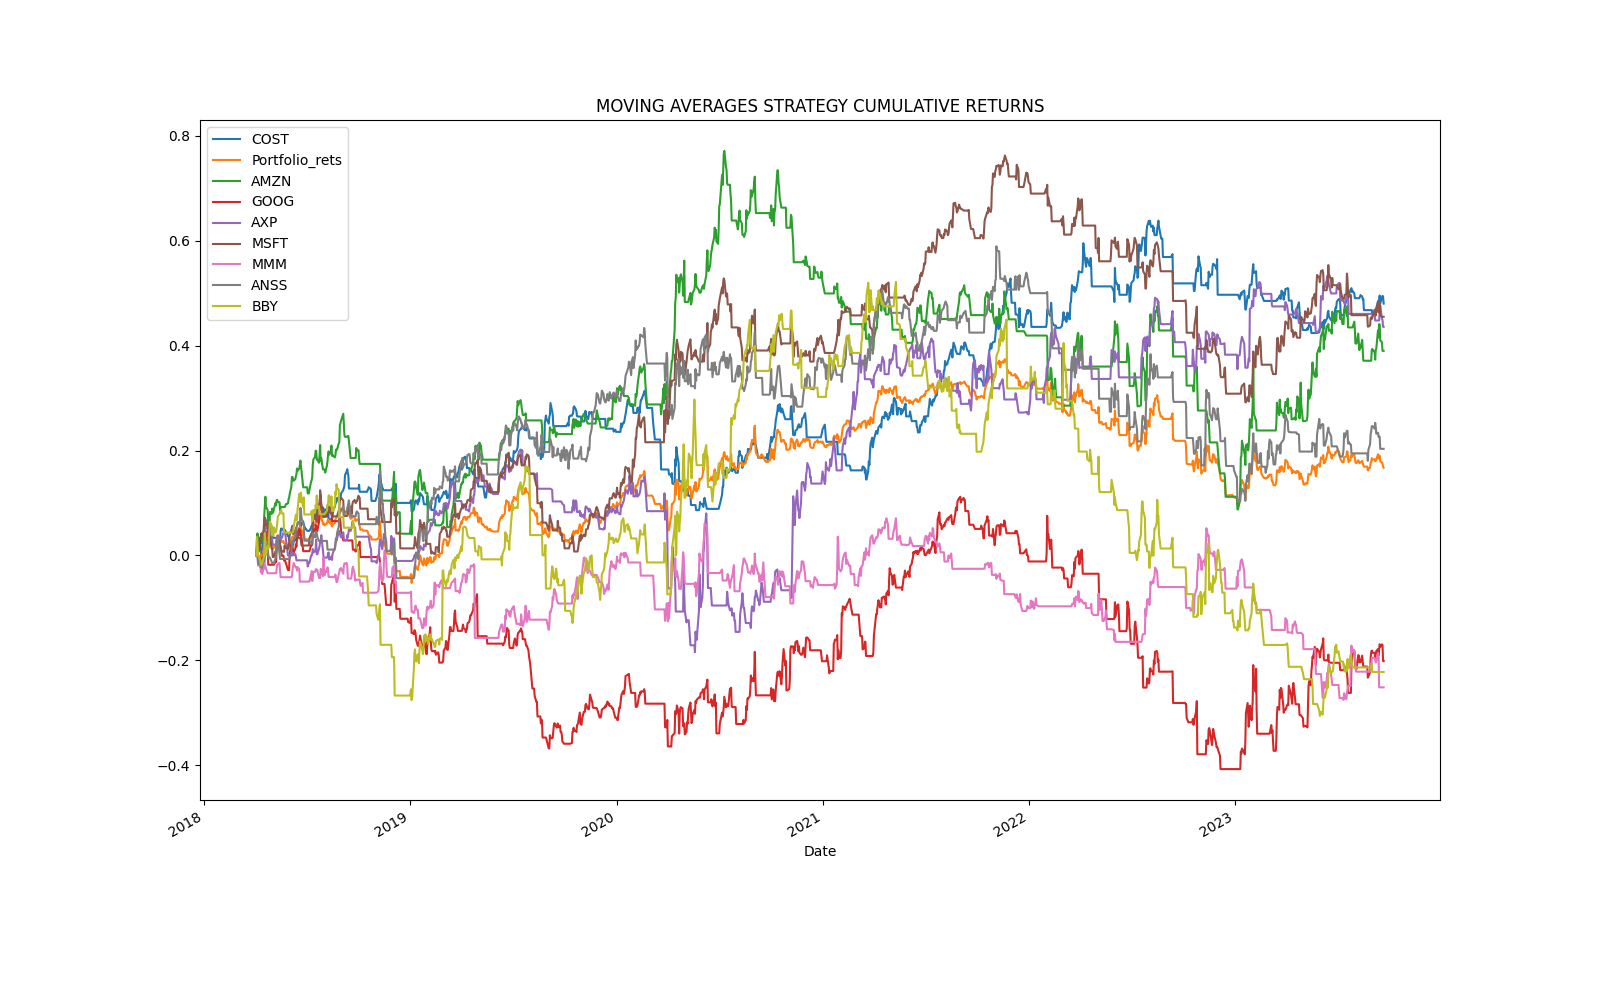 MOVING AVERAGES STRATEGY CUMULATIVE RETURNS
0.8
0.6
0.4
0.2
0.0
−0.2
−0.4
COST
Portfolio_rets
AMZN
GOOG
AXP
MSFT
MMM
ANSS
BBY
2018
2019
2020
2021
2022
2023
Date